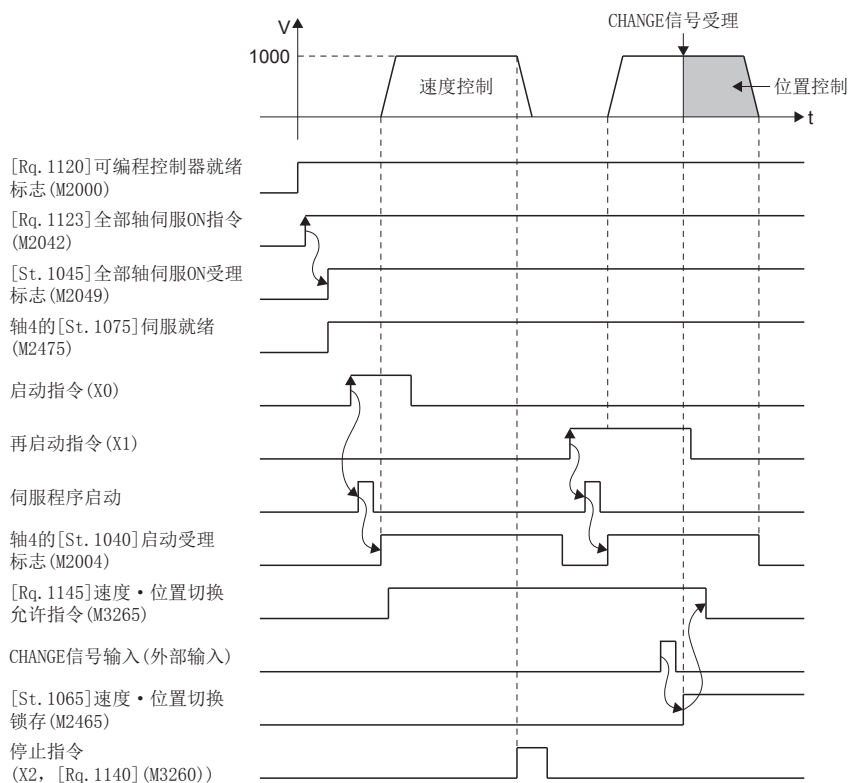 CHANGE信号受理
V
1000
速度控制
位置控制
t
[Rq.1120]可编程控制器就绪
标志(M2000)
[Rq.1123]全部轴伺服ON指令
(M2042)
[St.1045]全部轴伺服ON受理
标志(M2049)
轴4的[St.1075]伺服就绪
(M2475)
启动指令(X0)
再启动指令(X1)
伺服程序启动
轴4的[St.1040]启动受理
标志(M2004)
[Rq.1145]速度・位置切换
允许指令(M3265)
CHANGE信号输入(外部输入)
[St.1065]速度・位置切换
锁存(M2465)
停止指令
(X2, [Rq.1140](M3260))